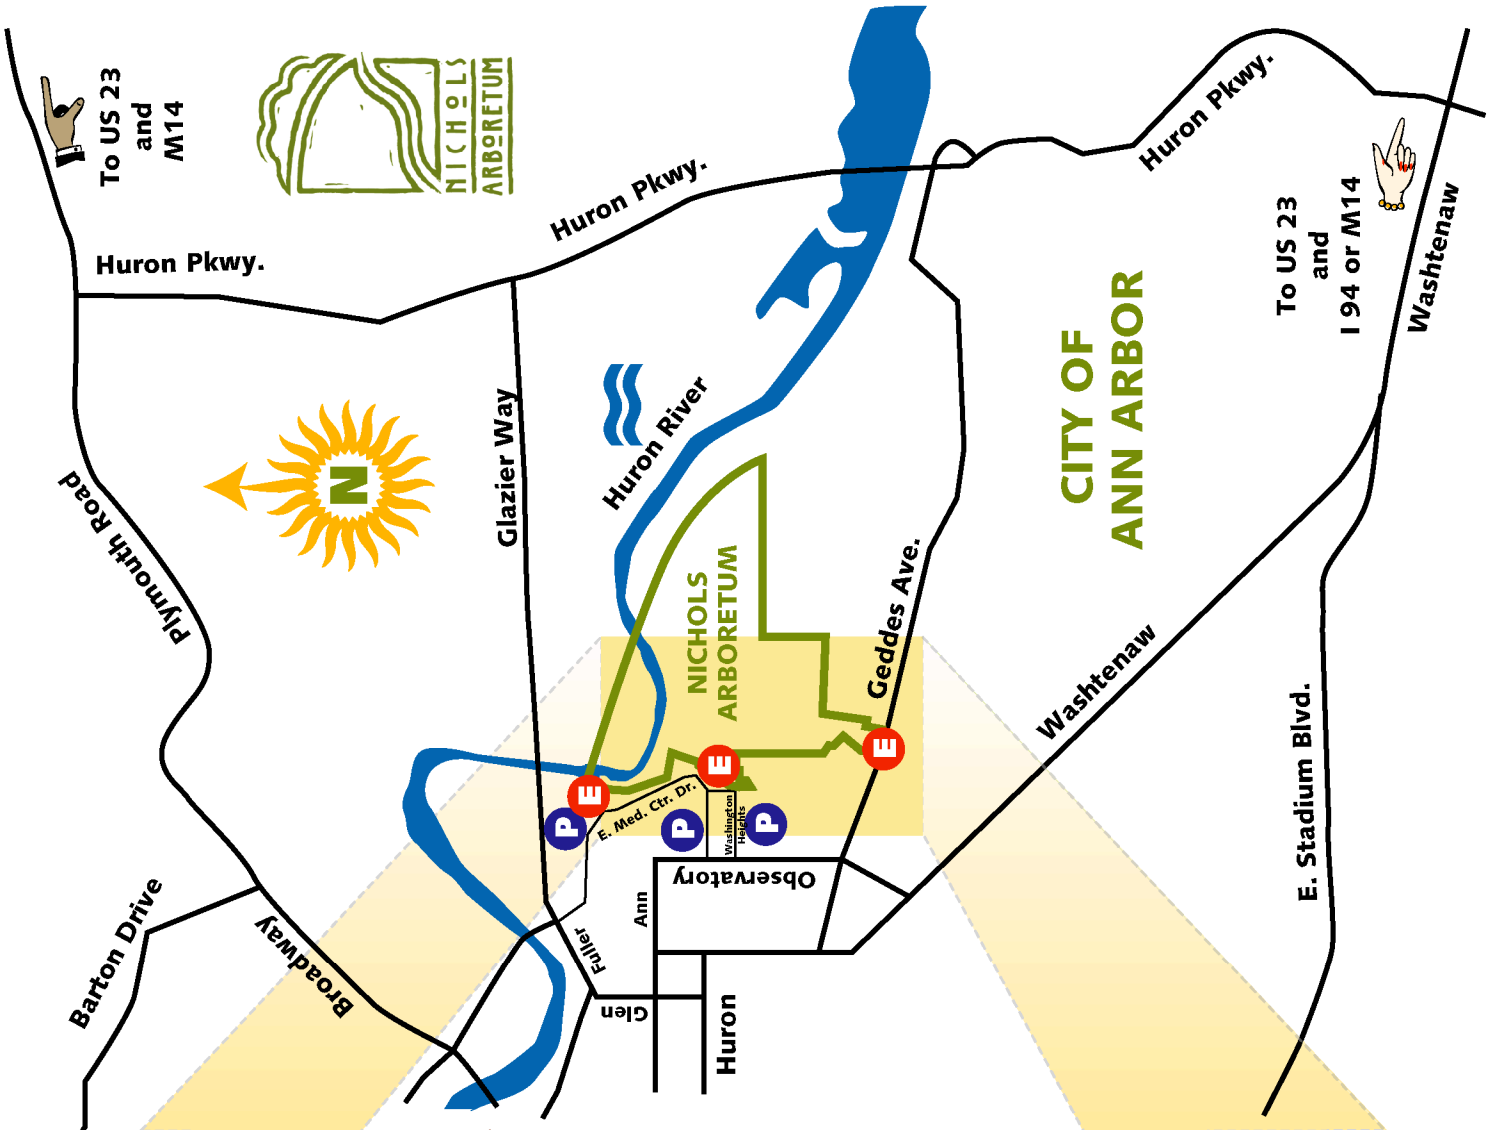 To US 23
and
M14
NICHOLS
ARBORETUM
Huron Pkwy.
Huron Pkwy.
Huron Pkwy.
To US 23
and
I 94 or M14
Washtenaw
N
Plymouth Road
Glazier Way
Huron River
CITY OF
ANN ARBOR
NICHOLS
ARBORETUM
Geddes Ave.
Washtenaw
E. Stadium Blvd.
E
E
E
P
P
P
E. Med. Ctr. Dr.
Washington
Heights
Observatory
Ann
Fuller
Glen
Huron
Barton Drive
Broadway